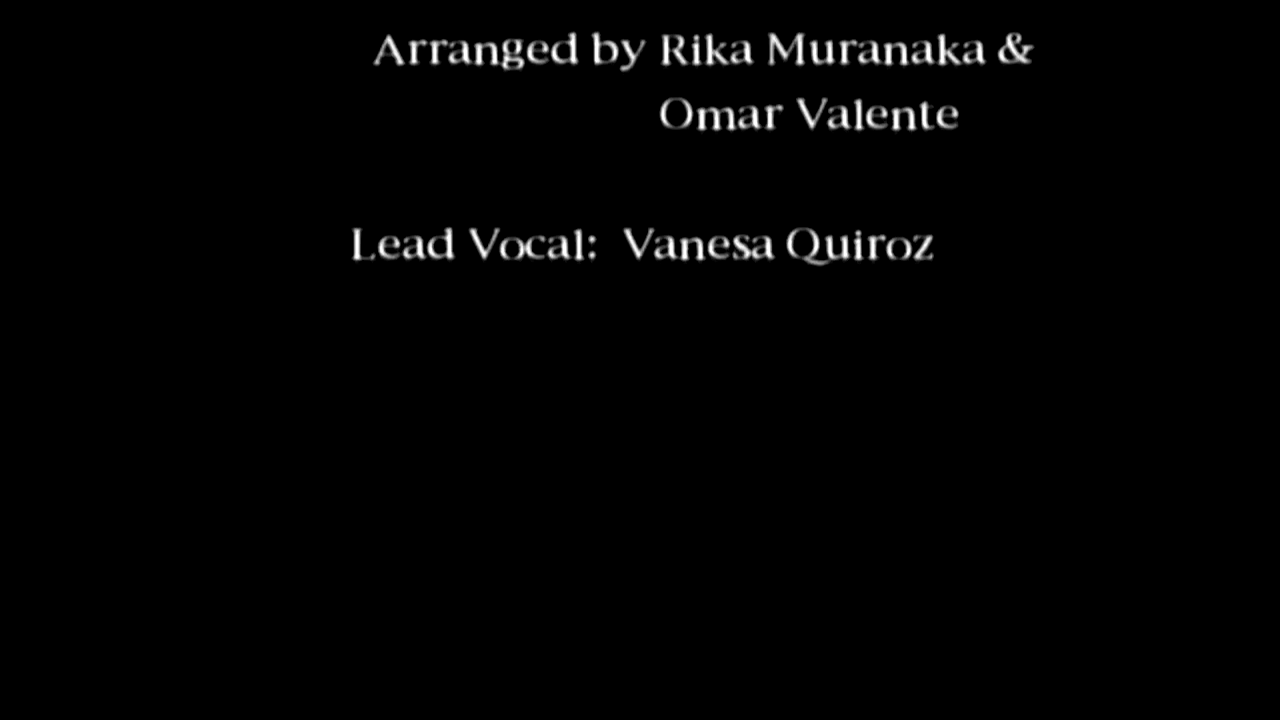 Arranged by Rika Muranaka &
Omar Valente
Lead Vocal: Vanesa Quiroz